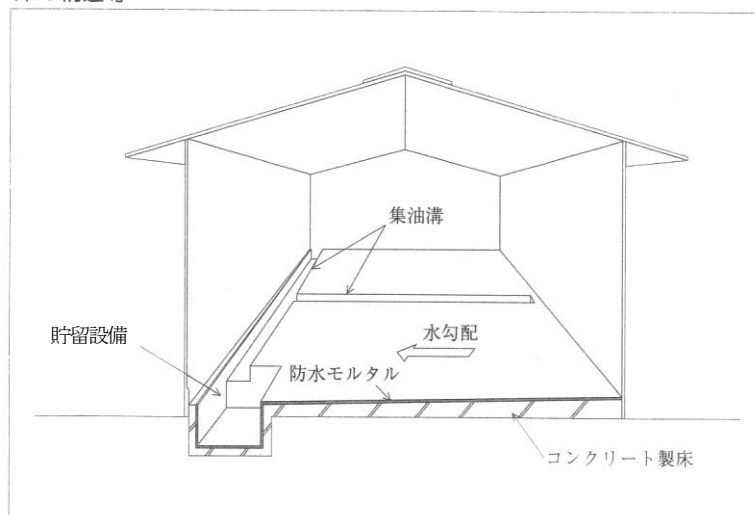 集油溝
貯留設備
水勾配
防水モルタル
コンクリート製床